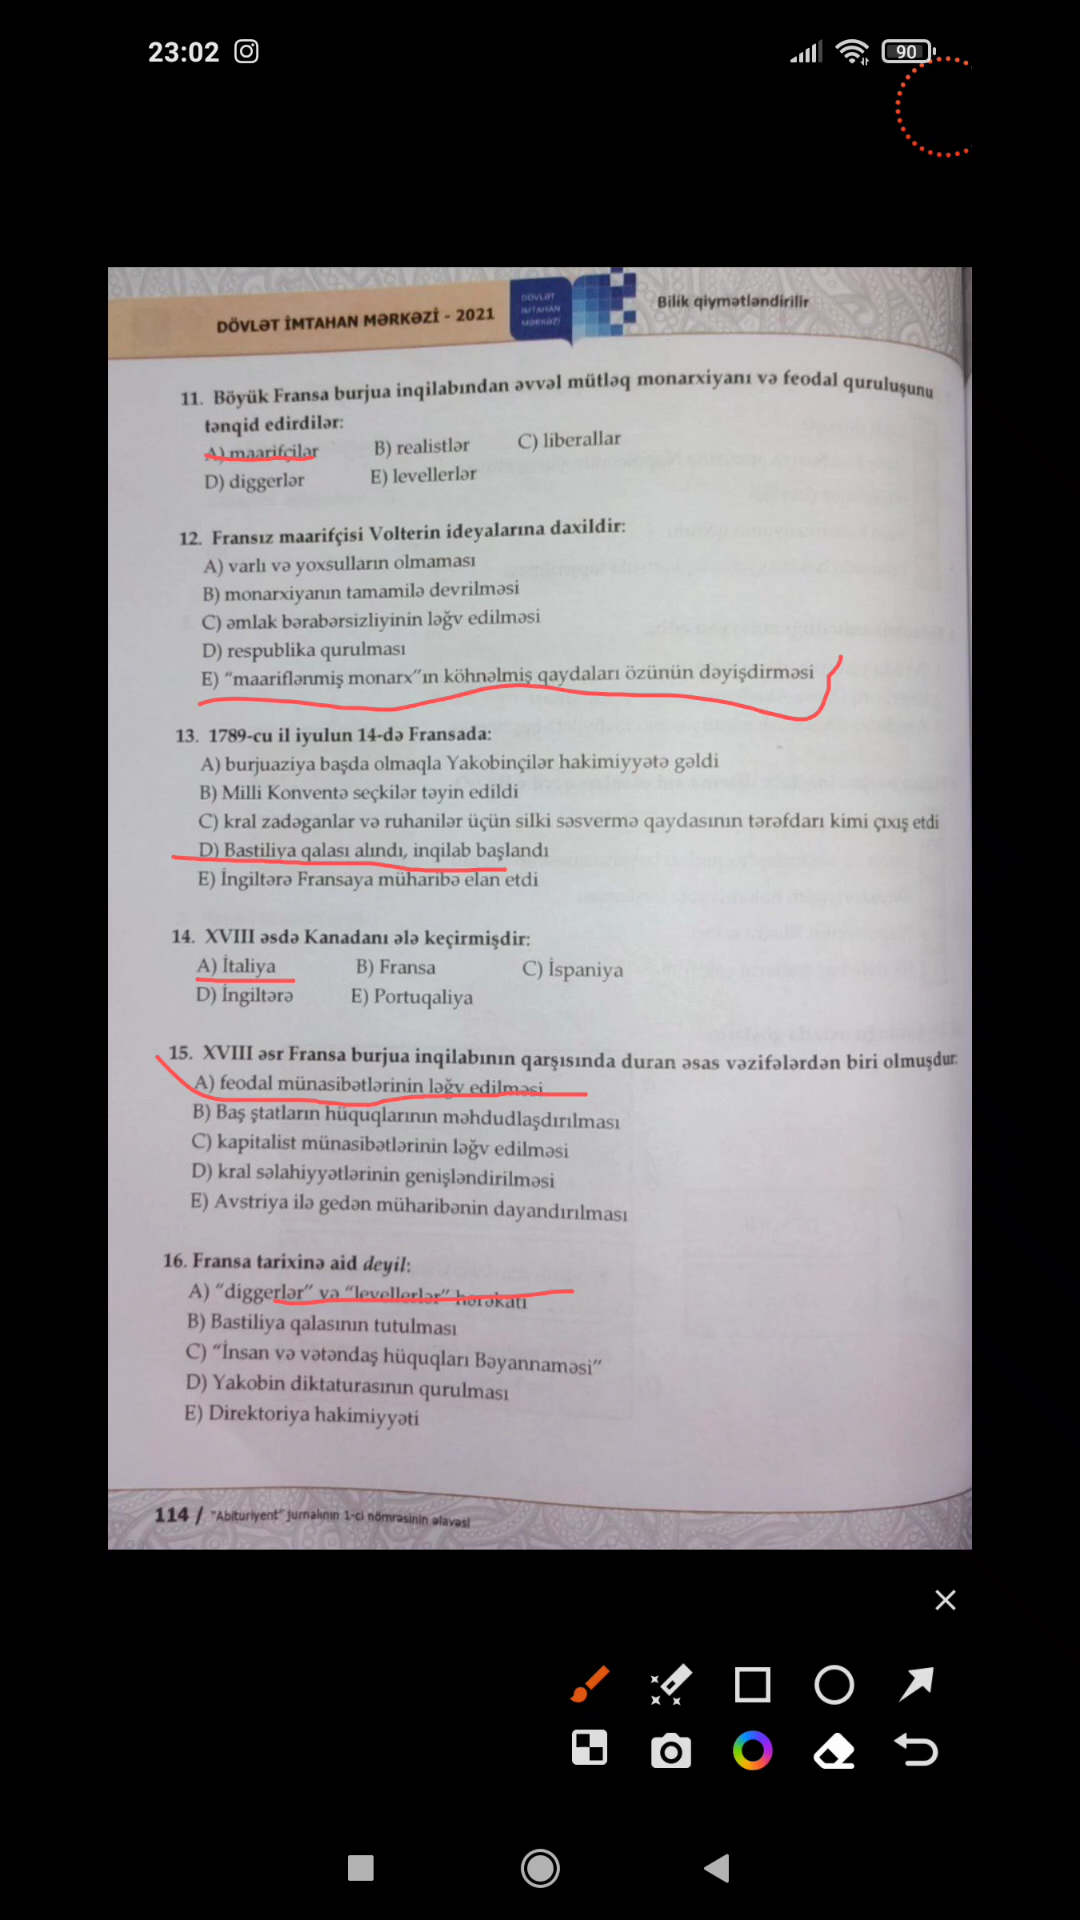 23:02
90
DÖVLƏT İMTAHAN MƏRKƏZİ - 2021
DÖVLƏT
İMTAHAN
MƏRKƏZİ
Bilik qiymətləndirilir
11. Böyük Fransa burjua inqilabından əvvəl mütləq monarxiyanı və feodal quruluşunu
tənqid edirdilər:
A) maarifçilər B) realistlər C) liberallar
D) diggerlər E) levellerlər
12. Fransız maarifçisi Volterin ideyalarına daxildir:
A) varlı və yoxsulların olmaması
B) monarxiyanın tamamilə devrilməsi
C) əmlak bərabərsizliyinin ləğv edilməsi
D) respublika qurulması
E) “maariflənmiş monarx”ın köhnəlmiş qaydaları özünün dəyişdirməsi
13. 1789-cu il iyulun 14-də Fransada:
A) burjuaziya başda olmaqla Yakobinçilər hakimiyyətə gəldi
B) Milli Konventə seçkilər təyin edildi
C) kral zadəganlar və ruhanilər üçün silki səsvermə qaydasının tərəfdarı kimi çıxış etdi
D) Bastiliya qalası alındı, inqilab başlandı
E) İngiltərə Fransaya müharibə elan etdi
14. XVIII əsdə Kanadanı ələ keçirmişdir:
A) İtaliya B) Fransa C) İspaniya
D) İngiltərə E) Portuqaliya
15. XVIII əsr Fransa burjua inqilabının qarşısında duran əsas vəzifələrdən biri olmuşdur:
A) feodal münasibətlərinin ləğv edilməsi
B) Baş ştatların hüquqlarının məhdudlaşdırılması
C) kapitalist münasibətlərinin ləğv edilməsi
D) kral səlahiyyətlərinin genişləndirilməsi
E) Avstriya ilə gedən müharibənin dayandırılması
16. Fransa tarixinə aid deyil:
A) “diggerlər” və “levellerlər” hərəkatı
B) Bastiliya qalasının tutulması
C) “İnsan və vətəndaş hüquqları Bəyannaməsi”
D) Yakobin diktaturasının qurulması
E) Direktoriya hakimiyyəti
114 / "Abituriyent" jurnalının 1-ci nömrəsinin əlavəsi